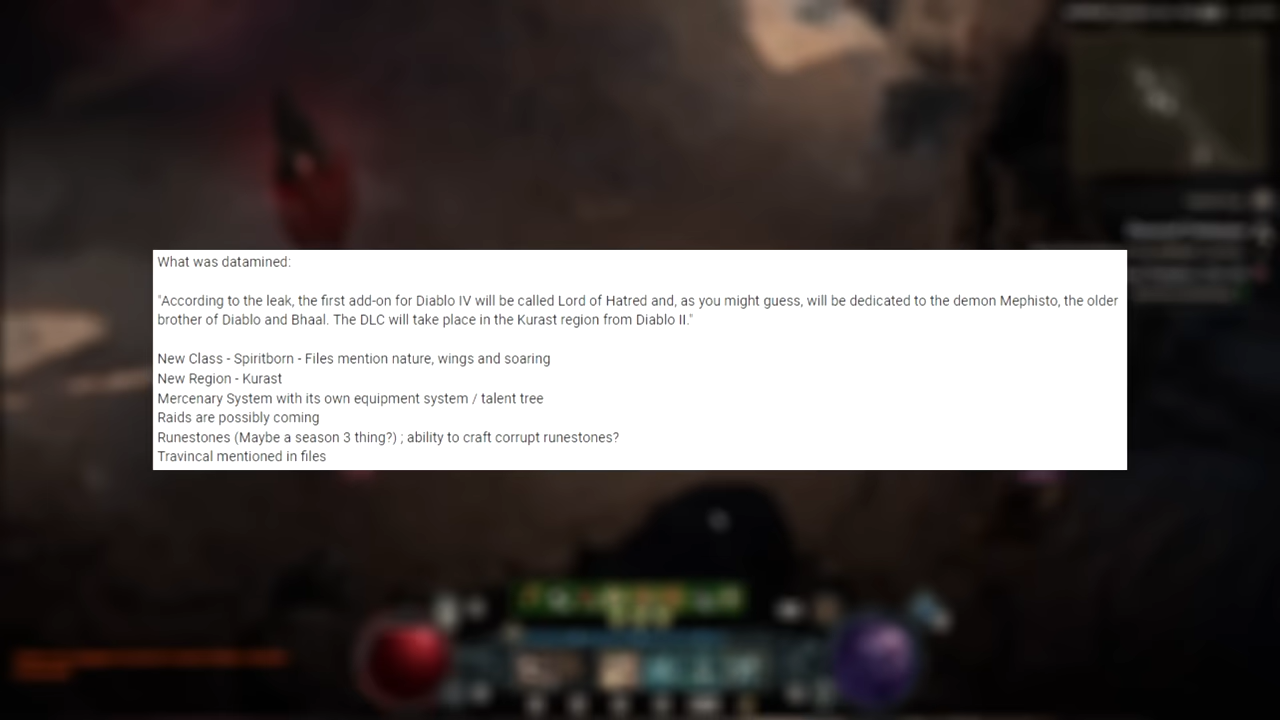 What was datamined:
"According to the leak, the first add-on for Diablo IV will be called Lord of Hatred and, as you might guess, will be dedicated to the demon Mephisto, the older
brother of Diablo and Bhaal. The DLC will take place in the Kurast region from Diablo II."
New Class - Spiritborn - Files mention nature, wings and soaring
New Region - Kurast
Mercenary System with its own equipment system / talent tree
Raids are possibly coming
Runestones (Maybe a season 3 thing?) ; ability to craft corrupt runestones?
Travincal mentioned in files